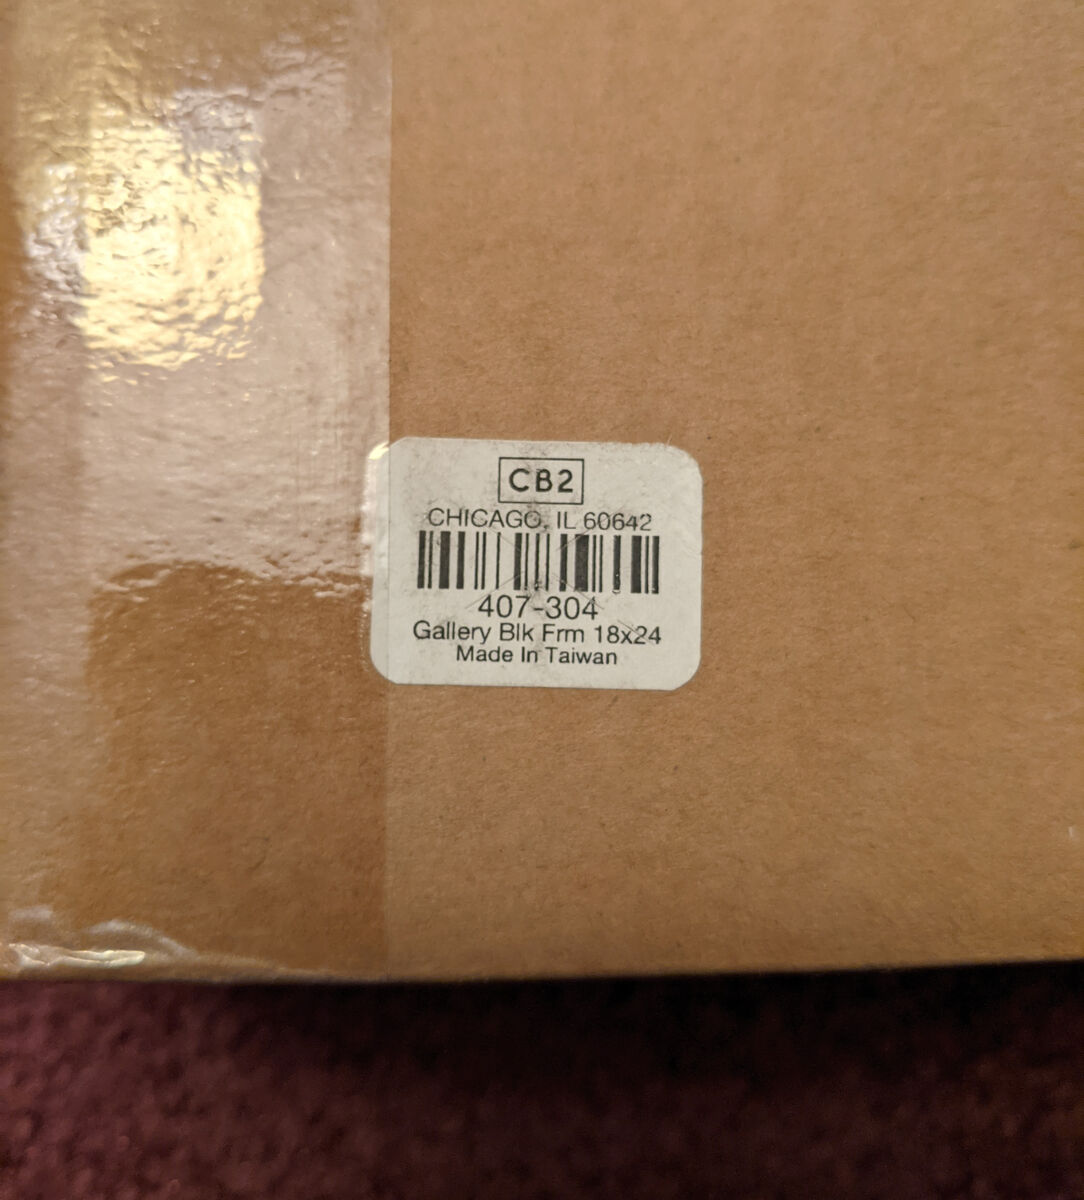 CB2
CHICAGO, IL 60642
407-304
Gallery Blk Frm 18x24
Made In Taiwan